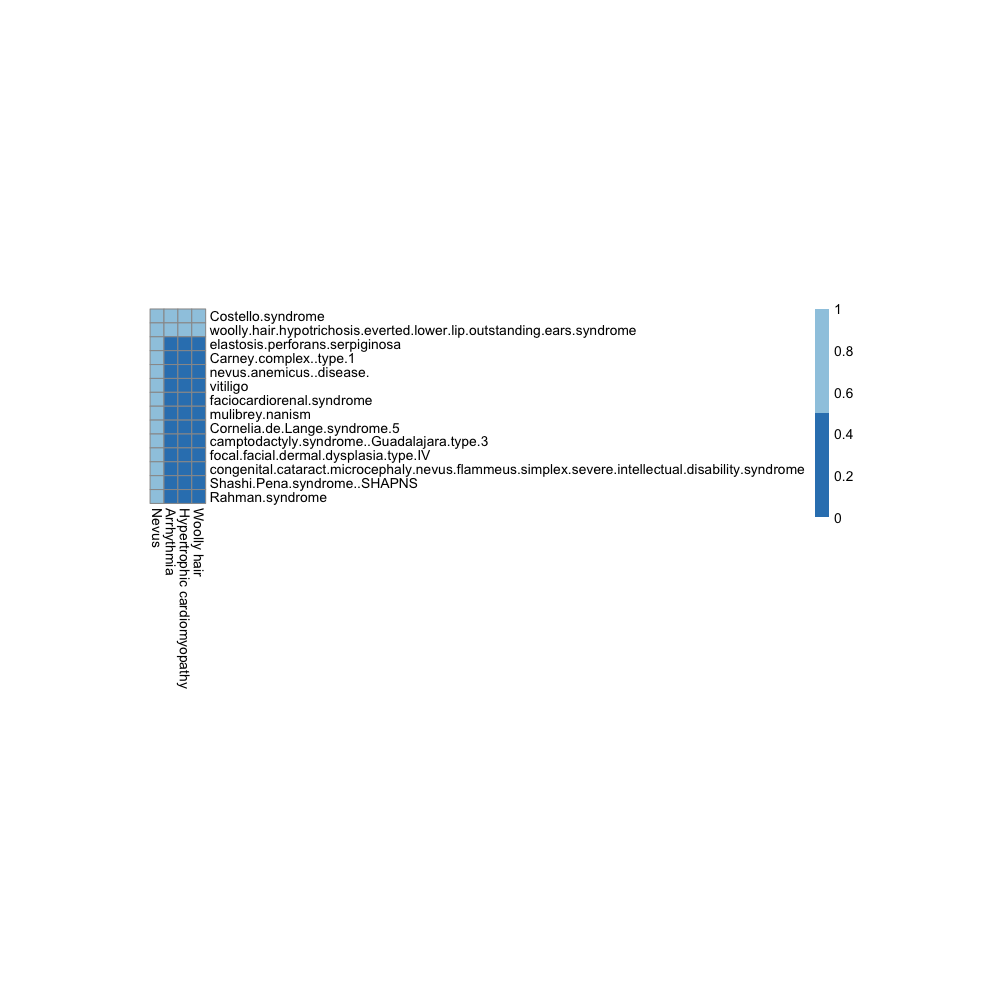 Costello.syndrome
woolly.hair.hypotrichosis.everted.lower.lip.outstanding.ears.syndrome
elastosis.perforans.serpiginosa
Carney.complex..type.1
nevus.anemicus..disease.
vitiligo
faciocardiorenal.syndrome
mulibrey.nanism
Cornelia.de.Lange.syndrome.5
camptodactyly.syndrome..Guadalajara.type.3
focal.facial.dermal.dysplasia.type.IV
congenital.cataract.microcephaly.nevus.flammeus.simplex.severe.intellectual.disability.syndrome
Shashi.Pena.syndrome..SHAPNS
Rahman.syndrome
Nevus
Arrhythmia
Hypertrophic cardiomyopathy
Woolly hair
1
0.8
0.6
0.4
0.2
0